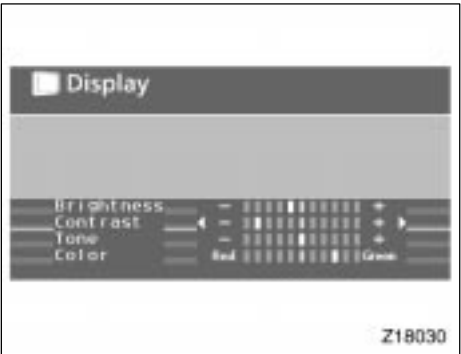 Display
Brightness - +
Contrast - +
Tone - +
Color Red Green
Z18030